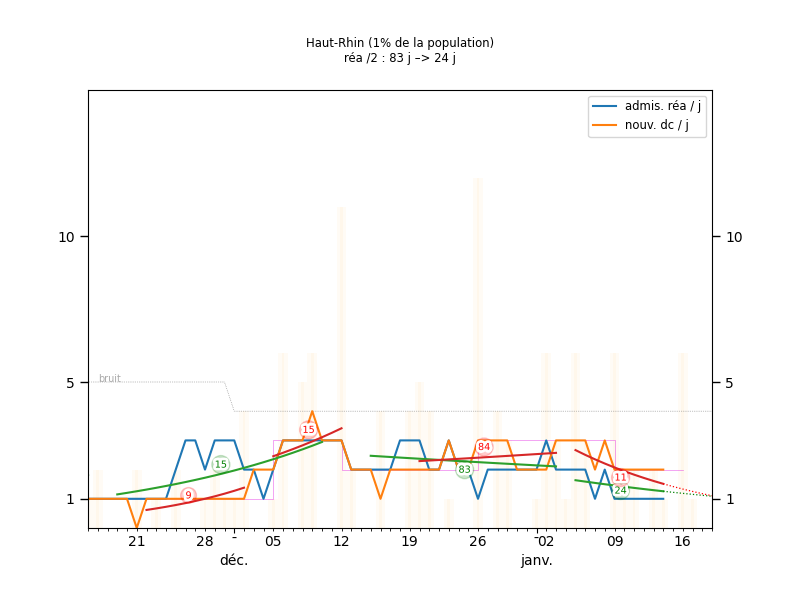 Haut-Rhin (1% de la population)
réa /2 : 83 j –> 24 j
admis. réa / j
nouv. dc / j
10 10
bruit
5 5
15
15
84
83
9
11
24
1 1
21 28 05 12 19 26 02 09 16
déc. janv.